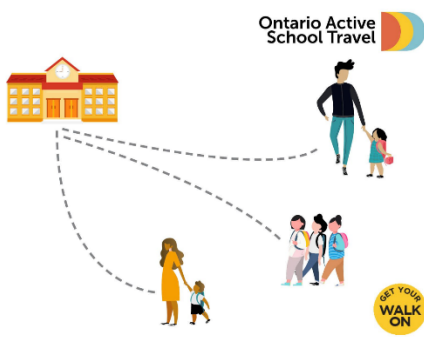 Ontario Active
School Travel
GET YOUR
WALK
ON